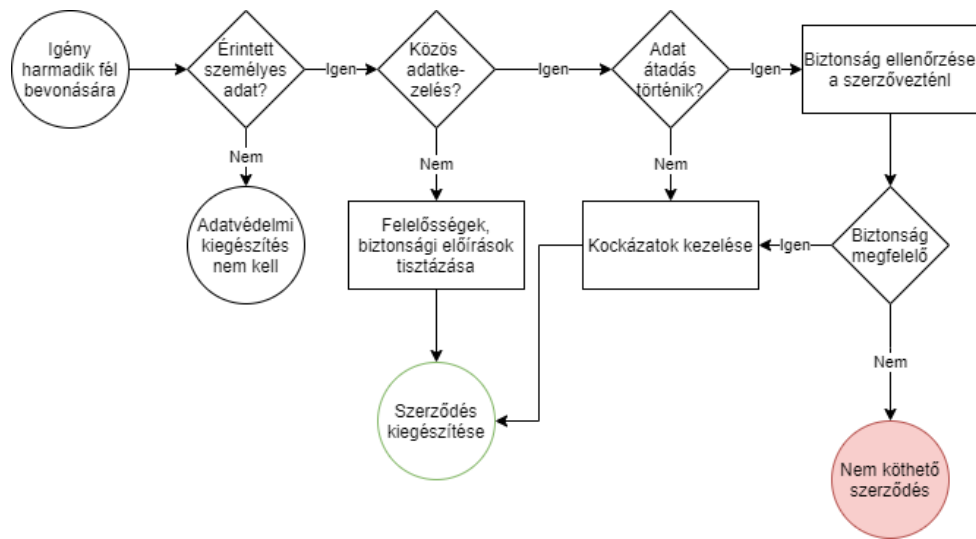 Igény
harmadik fél
bevonására
Érintett
személyes
adat?
Igen
Közös
adatke-
zelés?
Igen
Adat
átadás
történik?
Igen
Biztonság ellenőrzése
a szerzővezténl
Nem
Nem
Nem
Adatvédelmi
kiegészítés
nem kell
Felelősségek,
biztonsági előírások
tisztázása
Kockázatok kezelése
Igen
Biztonság
megfelelő
Nem
Szerződés
kiegészítése
Nem köthető
szerződés